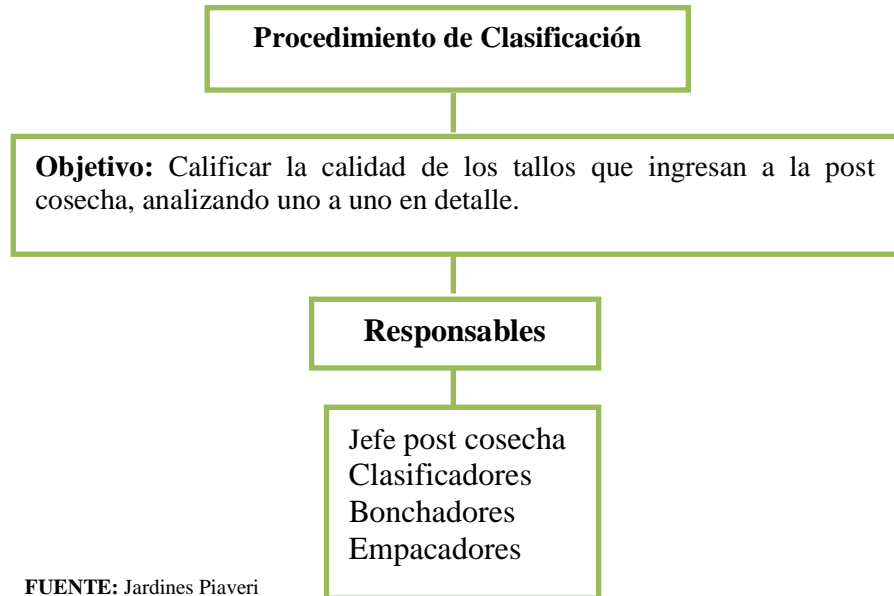 Procedimiento de Clasificación
Objetivo: Calificar la calidad de los tallos que ingresan a la post
cosecha, analizando uno a uno en detalle.
Responsables
Jefe post cosecha
Clasificadores
Bonchadores
Empacadores
FUENTE: Jardines Piaveri